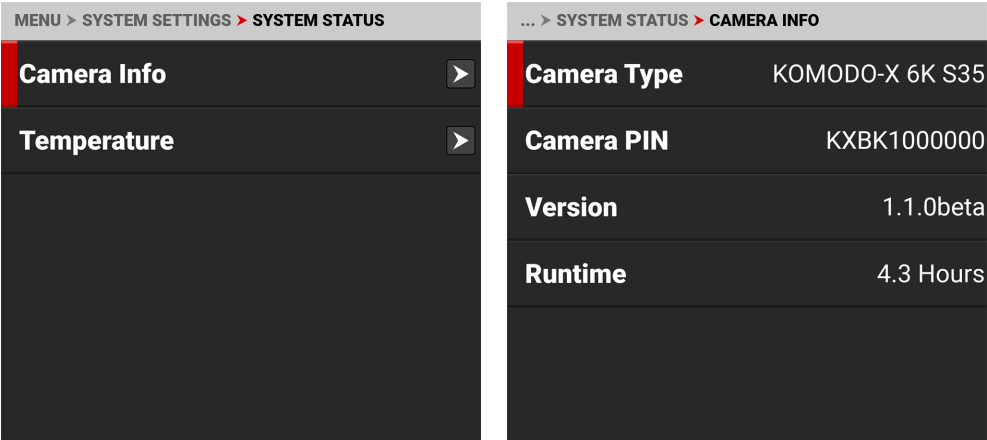 MENU > SYSTEM SETTINGS > SYSTEM STATUS
Camera Info
Temperature
... > SYSTEM STATUS > CAMERA INFO
Camera Type KOMODO-X 6K S35
Camera PIN KXBK1000000
Version 1.1.0beta
Runtime 4.3 Hours